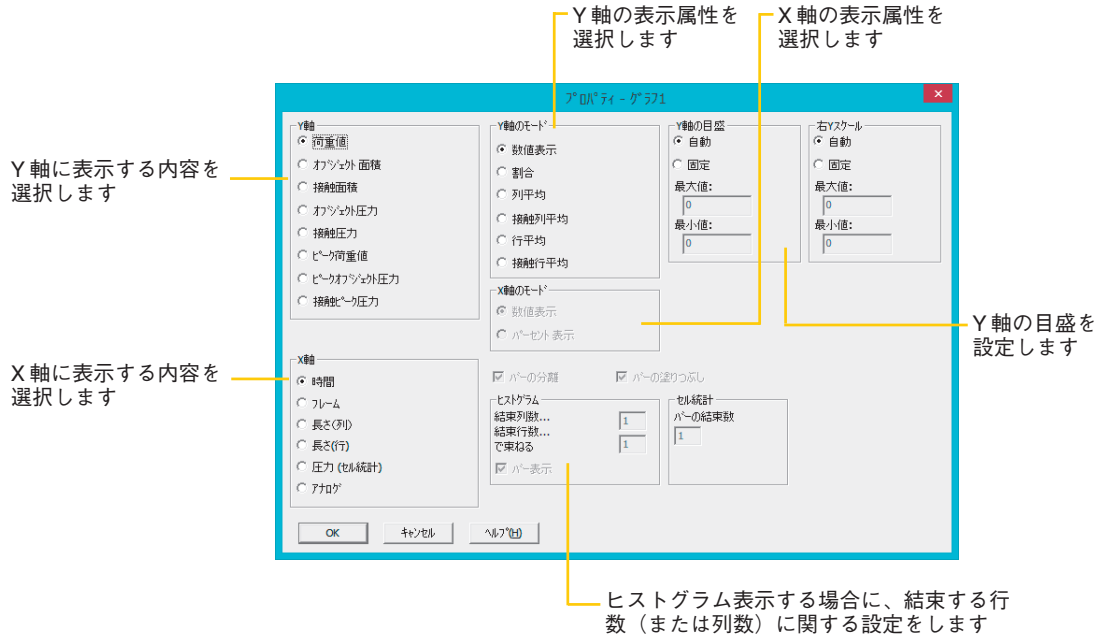 Y軸の表示属性を
選択します
X軸の表示属性を
選択します
Y軸に表示する内容を
選択します
X軸に表示する内容を
選択します
プロパティ - グラフ1
×
Y軸
荷重値
オブジェクト面積
接触面積
オブジェクト圧力
接触圧力
ピーク荷重値
ピークオブジェクト圧力
接触ピーク圧力
Y軸のモード
数値表示
割合
列平均
接触列平均
行平均
接触行平均
X軸のモード
数値表示
パーセント表示
Y軸の目盛
自動
固定
最大値:
0
最小値:
0
右Yスケール
自動
固定
最大値:
0
最小値:
0
X軸
時間
フレーム
長さ(列)
長さ(行)
圧力 (セル統計)
アナログ
バーの分離
バーの塗りつぶし
ヒストグラム
結束列数...
1
結束行数...
で束ねる
1
バー表示
セル統計
バーの結束数
1
OK
キャンセル
ヘルプ(H)
Y軸の目盛を
設定します
ヒストグラム表示する場合に、結束する行
数（または列数）に関する設定をします